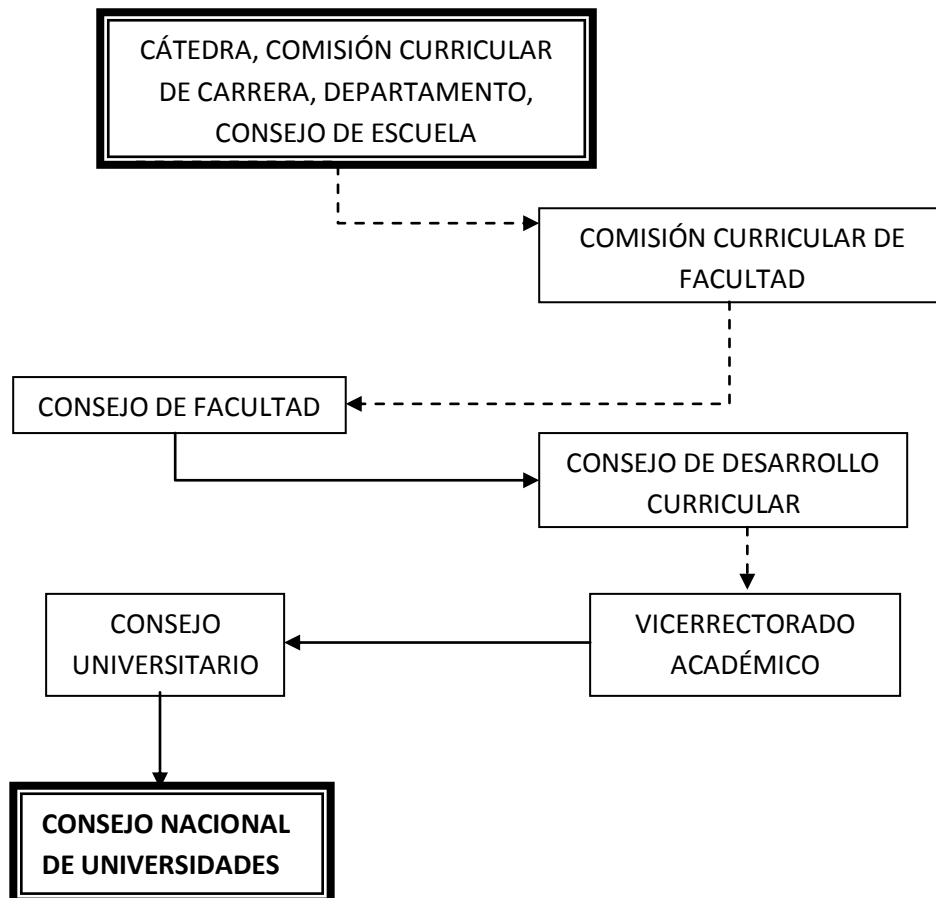 CÁTEDRA, COMISIÓN CURRICULAR
DE CARRERA, DEPARTAMENTO,
CONSEJO DE ESCUELA
COMISIÓN CURRICULAR DE
FACULTAD
CONSEJO DE FACULTAD
CONSEJO DE DESARROLLO
CURRICULAR
CONSEJO
UNIVERSITARIO
VICERRECTORADO
ACADÉMICO
CONSEJO NACIONAL
DE UNIVERSIDADES